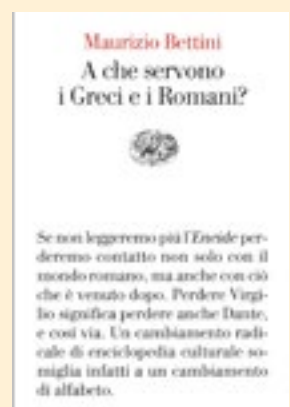 Maurizio Bettini
A che servono
i Greci e i Romani?
Se non leggeremo più l'Eneide per-
deremo contatto non solo con il
mondo romano, ma anche con ciò
che è venuto dopo. Perdere Virgi-
lio significa perdere anche Dante,
e così via. Un cambiamento radi-
cale di enciclopedia culturale so-
miglia infatti a un cambiamento
di alfabeto.